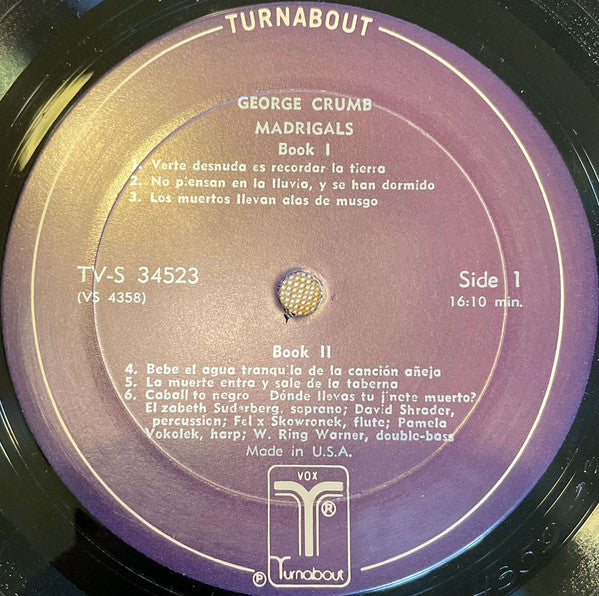 TURNABOUT
GEORGE CRUMB
MADRIGALS
Book I
1. Verte desnuda es recordar la tierra
2. No piensan en la lluvia, y se han dormido
3. Los muertos llevan alas de musgo
TV-S 34523
(VS 4358)
Side 1
16:10 min.
Book II
4. Bebe el agua tranquila de la canción añeja
5. La muerte entra y sale de la taberna
6. Caballito negro Dónde llevas tu jinete muerto?
Elizabeth Suderberg, soprano; David Shrader,
percussion; Felix Skowronek, flute; Pamela
Vokolek, harp; W. Ring Warner, double-bass
Made in U.S.A.
VOX
®
℗ Turnabout